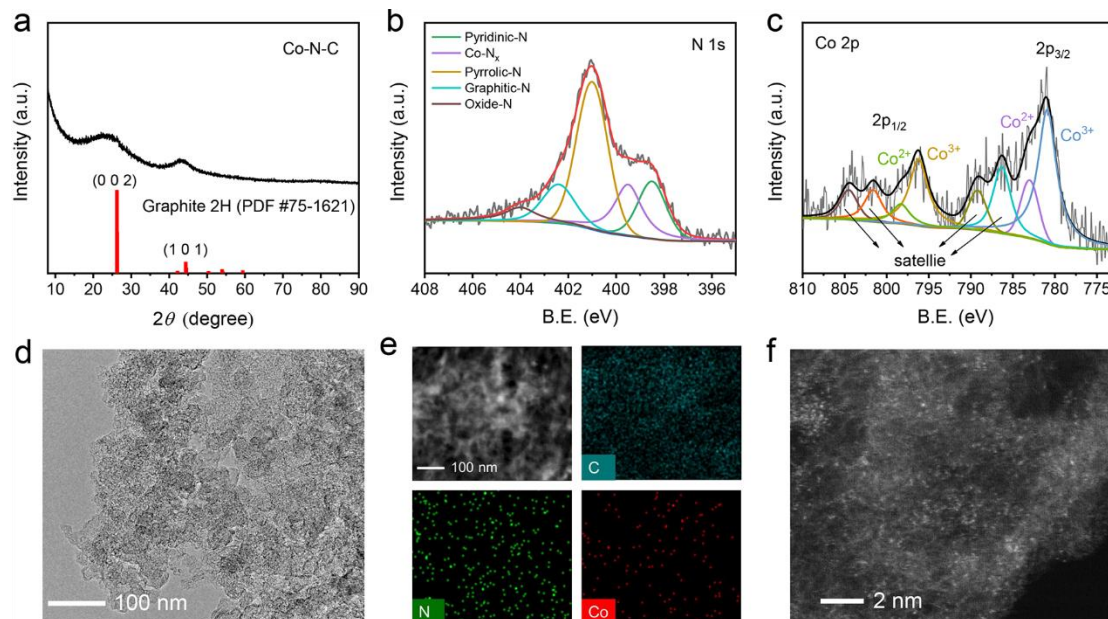 a
Co-N-C
(0 0 2)
Graphite 2H (PDF #75-1621)
(1 0 1)
Intensity (a.u.)
10 20 30 40 50 60 70 80 90
2θ (degree)
b
N 1s
Pyridinic-N
Co-Nₓ
Pyrrolic-N
Graphitic-N
Oxide-N
Intensity (a.u.)
408 406 404 402 400 398 396
B.E. (eV)
c
Co 2p
2p₃/₂
2p₁/₂
Co²⁺
Co³⁺
Co²⁺
Co³⁺
satellie
Intensity (a.u.)
810 805 800 795 790 785 780 775
B.E. (eV)
d
100 nm
e
100 nm
C
N
Co
f
2 nm